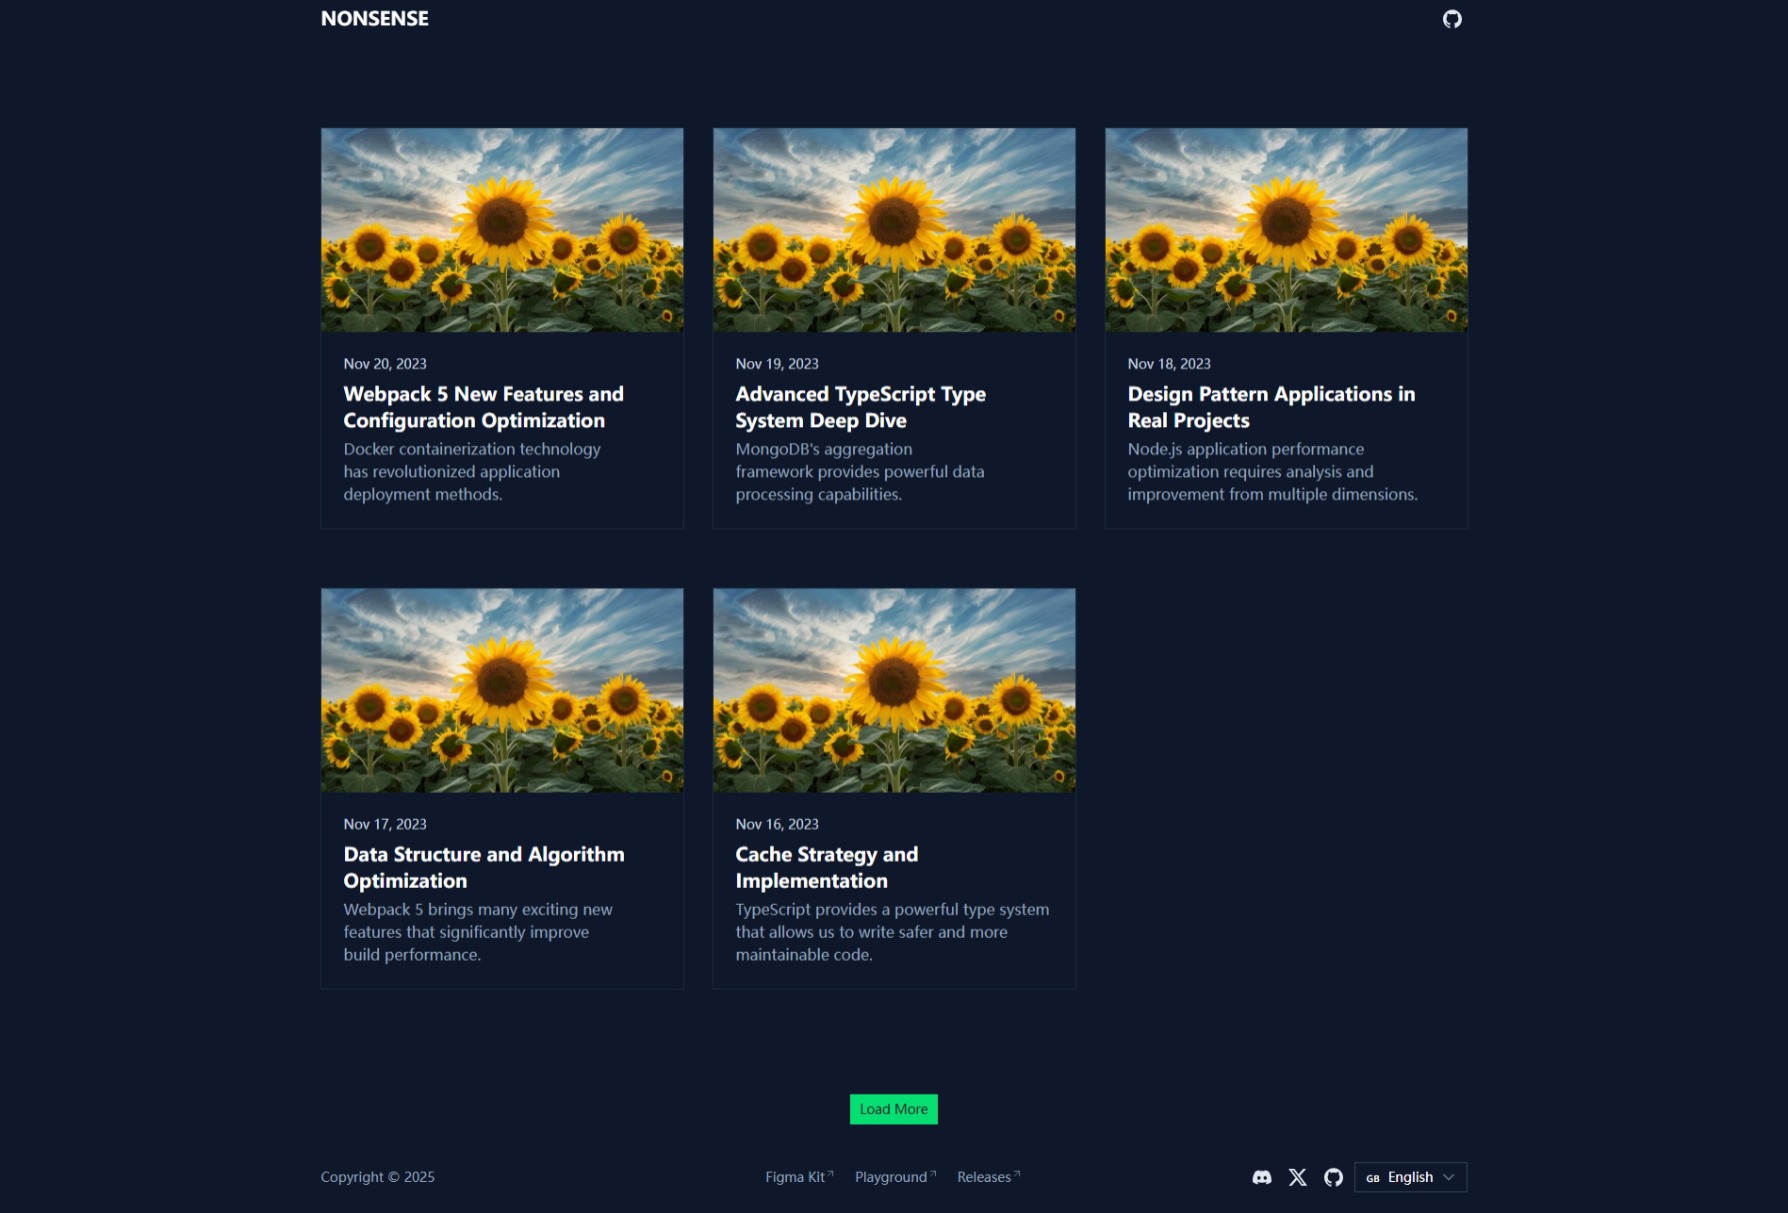 NONSENSE
Nov 20, 2023
Webpack 5 New Features and
Configuration Optimization
Docker containerization technology
has revolutionized application
deployment methods.
Nov 19, 2023
Advanced TypeScript Type
System Deep Dive
MongoDB's aggregation
framework provides powerful data
processing capabilities.
Nov 18, 2023
Design Pattern Applications in
Real Projects
Node.js application performance
optimization requires analysis and
improvement from multiple dimensions.
Nov 17, 2023
Data Structure and Algorithm
Optimization
Webpack 5 brings many exciting new
features that significantly improve
build performance.
Nov 16, 2023
Cache Strategy and
Implementation
TypeScript provides a powerful type system
that allows us to write safer and more
maintainable code.
Load More
Copyright © 2025
Figma Kit
Playground
Releases
GB English